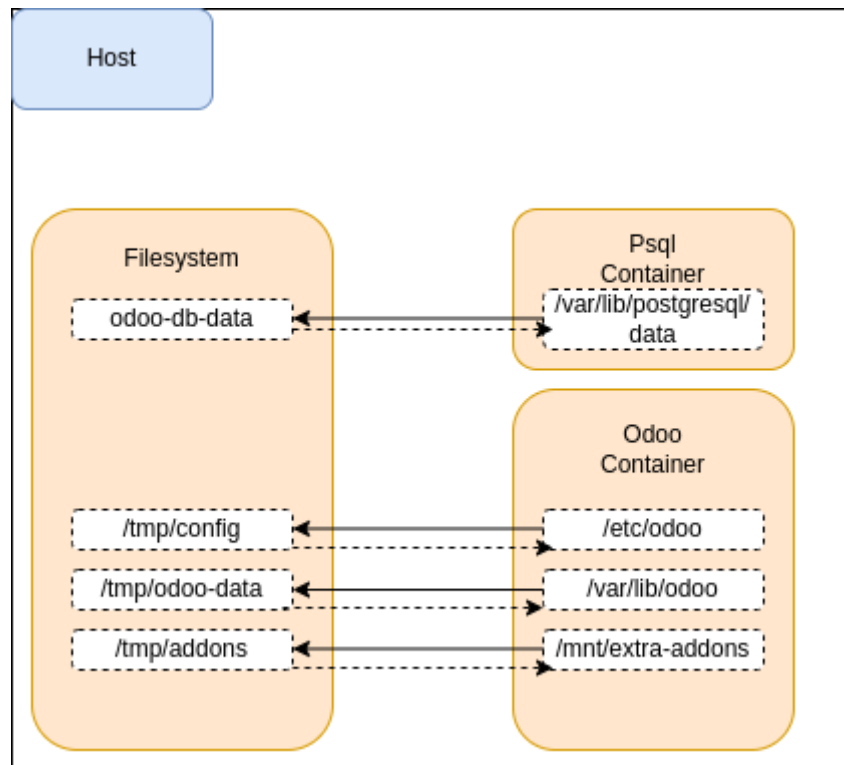 Host
Filesystem
odoo-db-data
/tmp/config
/tmp/odoo-data
/tmp/addons
Psql
Container
/var/lib/postgresql/
data
Odoo
Container
/etc/odoo
/var/lib/odoo
/mnt/extra-addons